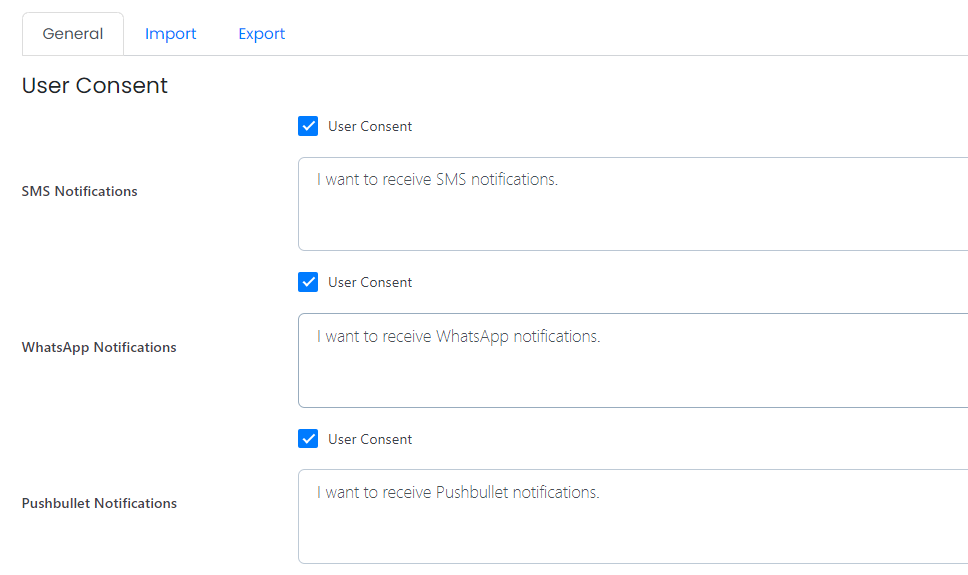 General Import Export
User Consent
User Consent
SMS Notifications
I want to receive SMS notifications.
User Consent
WhatsApp Notifications
I want to receive WhatsApp notifications.
User Consent
Pushbullet Notifications
I want to receive Pushbullet notifications.